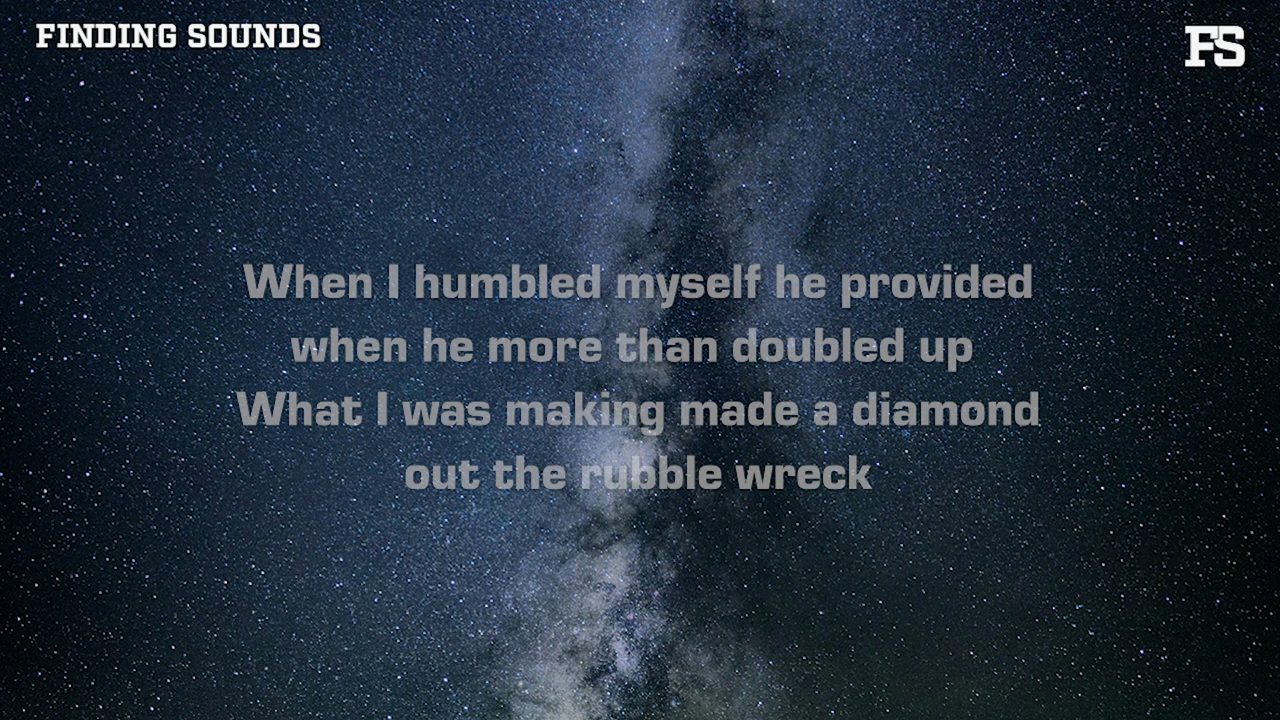 FINDING SOUNDS
FS
When I humbled myself he provided
when he more than doubled up
What I was making made a diamond
out the rubble wreck